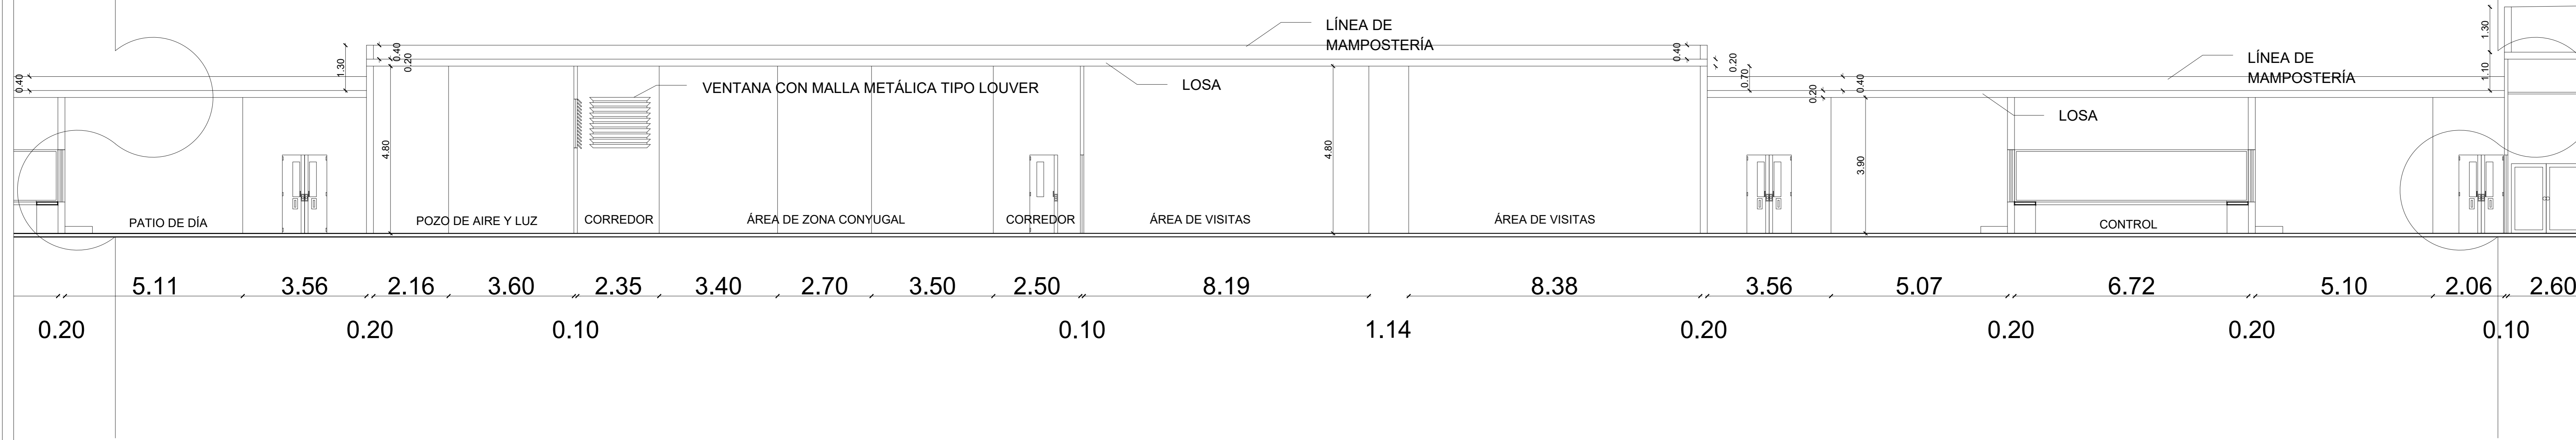 LÍNEA DE
MAMPOSTERÍA
LÍNEA DE
MAMPOSTERÍA
VENTANA CON MALLA METÁLICA TIPO LOUVER
LOSA
LOSA
0.40
1.30
0.40
0.20
4.80
4.80
0.40
0.20
0.70
0.20
0.40
3.90
1.30
1.10
PATIO DE DÍA
POZO DE AIRE Y LUZ
CORREDOR
ÁREA DE ZONA CONYUGAL
CORREDOR
ÁREA DE VISITAS
ÁREA DE VISITAS
CONTROL
5.11 3.56 2.16 3.60 2.35 3.40 2.70 3.50 2.50 8.19 8.38 3.56 5.07 6.72 5.10 2.06 2.60
0.20 0.20 0.10 0.10 1.14 0.20 0.20 0.20 0.10